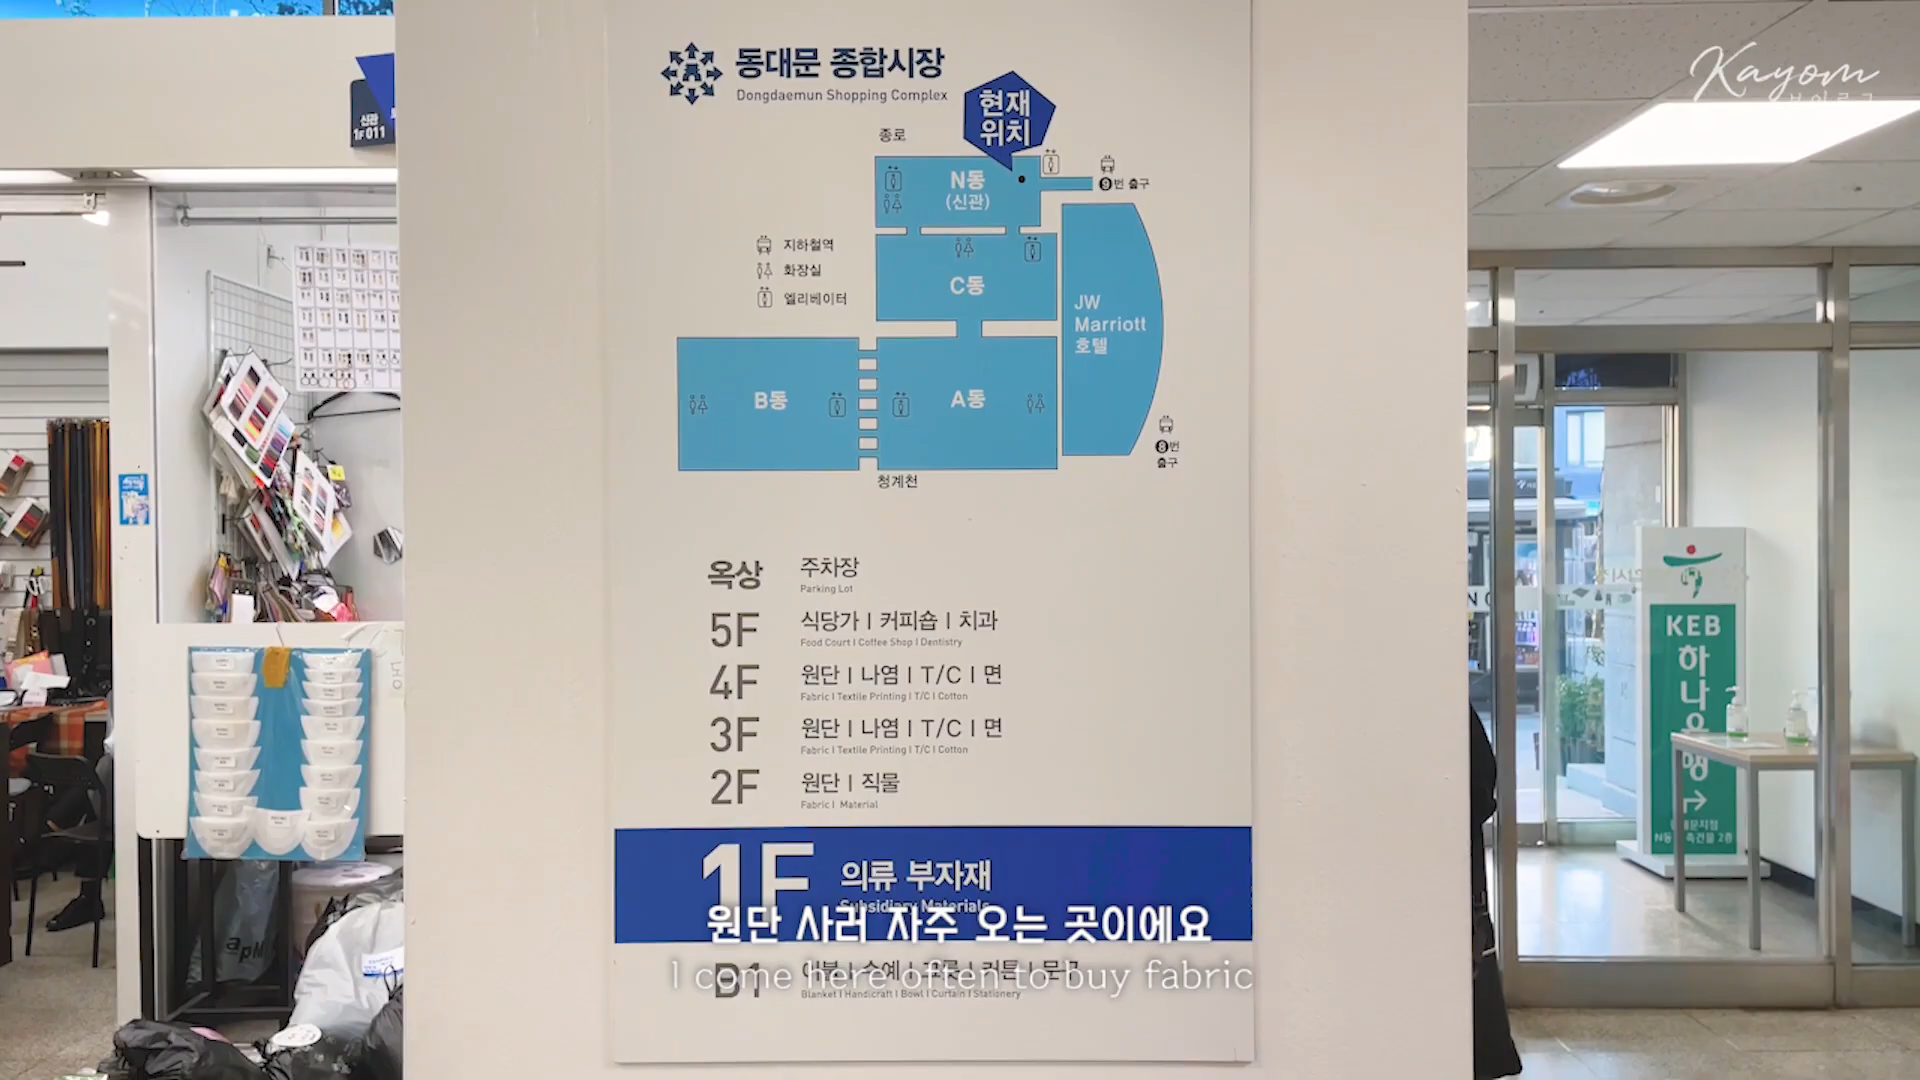 동대문 종합시장
Dongdaemun Shopping Complex
현재
위치
종로
N동
(신관)
9번 출구
지하철역
화장실
엘리베이터
C동
JW
Marriott
호텔
B동
A동
8번
출구
청계천
옥상 주차장
Parking Lot
5F 식당가 | 커피숍 | 치과
Food Court | Coffee Shop | Dentistry
4F 원단 | 나염 | T/C | 면
Fabric | Textile Printing | T/C | Cotton
3F 원단 | 나염 | T/C | 면
Fabric | Textile Printing | T/C | Cotton
2F 원단 | 직물
Fabric | Material
1F 의류 부자재
Subsidiary Materials
원단 사러 자주 오는 곳이에요
I come here often to buy fabric
B1
Blanket | Handicraft | Bowl | Curtain | Stationery
신관
1F 011
Kayom
브이로그
KEB
하나은행